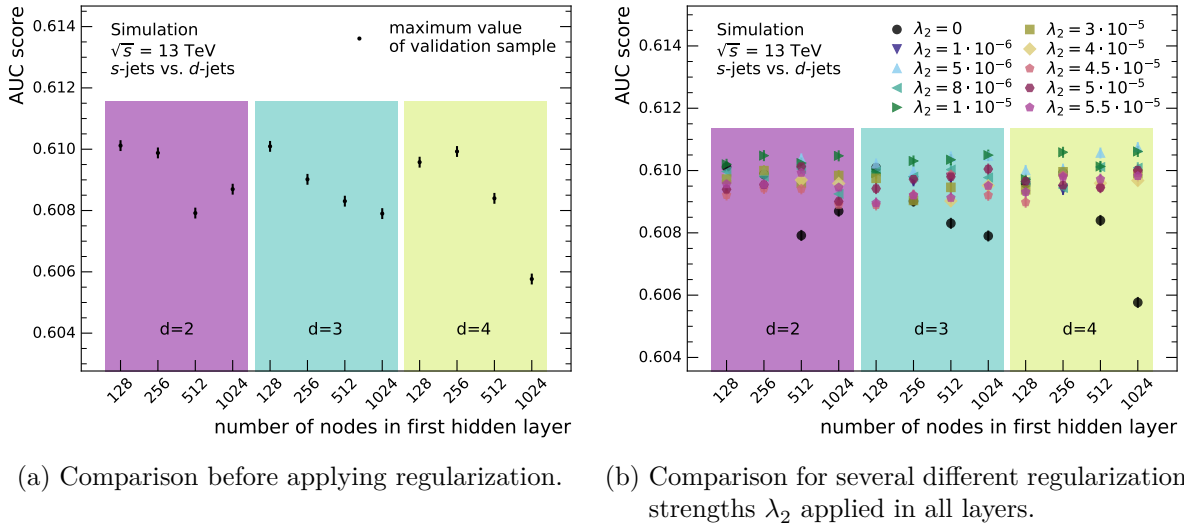 0.614
0.612
0.610
0.608
0.606
0.604
AUC score
Simulation
√s = 13 TeV
s-jets vs. d-jets
maximum value
of validation sample
d=2
d=3
d=4
128 256 512 1024 128 256 512 1024 128 256 512 1024
number of nodes in first hidden layer
(a) Comparison before applying regularization.
0.614
0.612
0.610
0.608
0.606
0.604
AUC score
Simulation
√s = 13 TeV
s-jets vs. d-jets
λ₂ = 0
λ₂ = 1 · 10⁻⁶
λ₂ = 5 · 10⁻⁶
λ₂ = 8 · 10⁻⁶
λ₂ = 1 · 10⁻⁵
λ₂ = 3 · 10⁻⁵
λ₂ = 4 · 10⁻⁵
λ₂ = 4.5 · 10⁻⁵
λ₂ = 5 · 10⁻⁵
λ₂ = 5.5 · 10⁻⁵
d=2
d=3
d=4
128 256 512 1024 128 256 512 1024 128 256 512 1024
number of nodes in first hidden layer
(b) Comparison for several different regularization
strengths λ₂ applied in all layers.